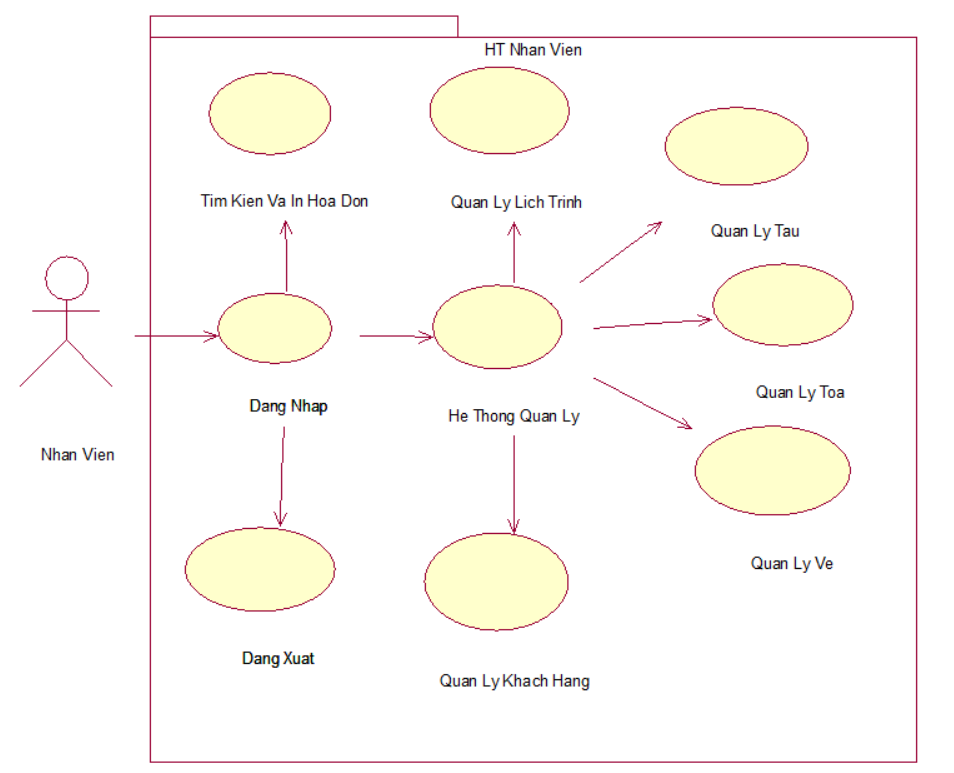 HT Nhan Vien
Tim Kien Va In Hoa Don
Quan Ly Lich Trinh
Quan Ly Tau
Quan Ly Toa
Dang Nhap
He Thong Quan Ly
Nhan Vien
Quan Ly Ve
Dang Xuat
Quan Ly Khach Hang